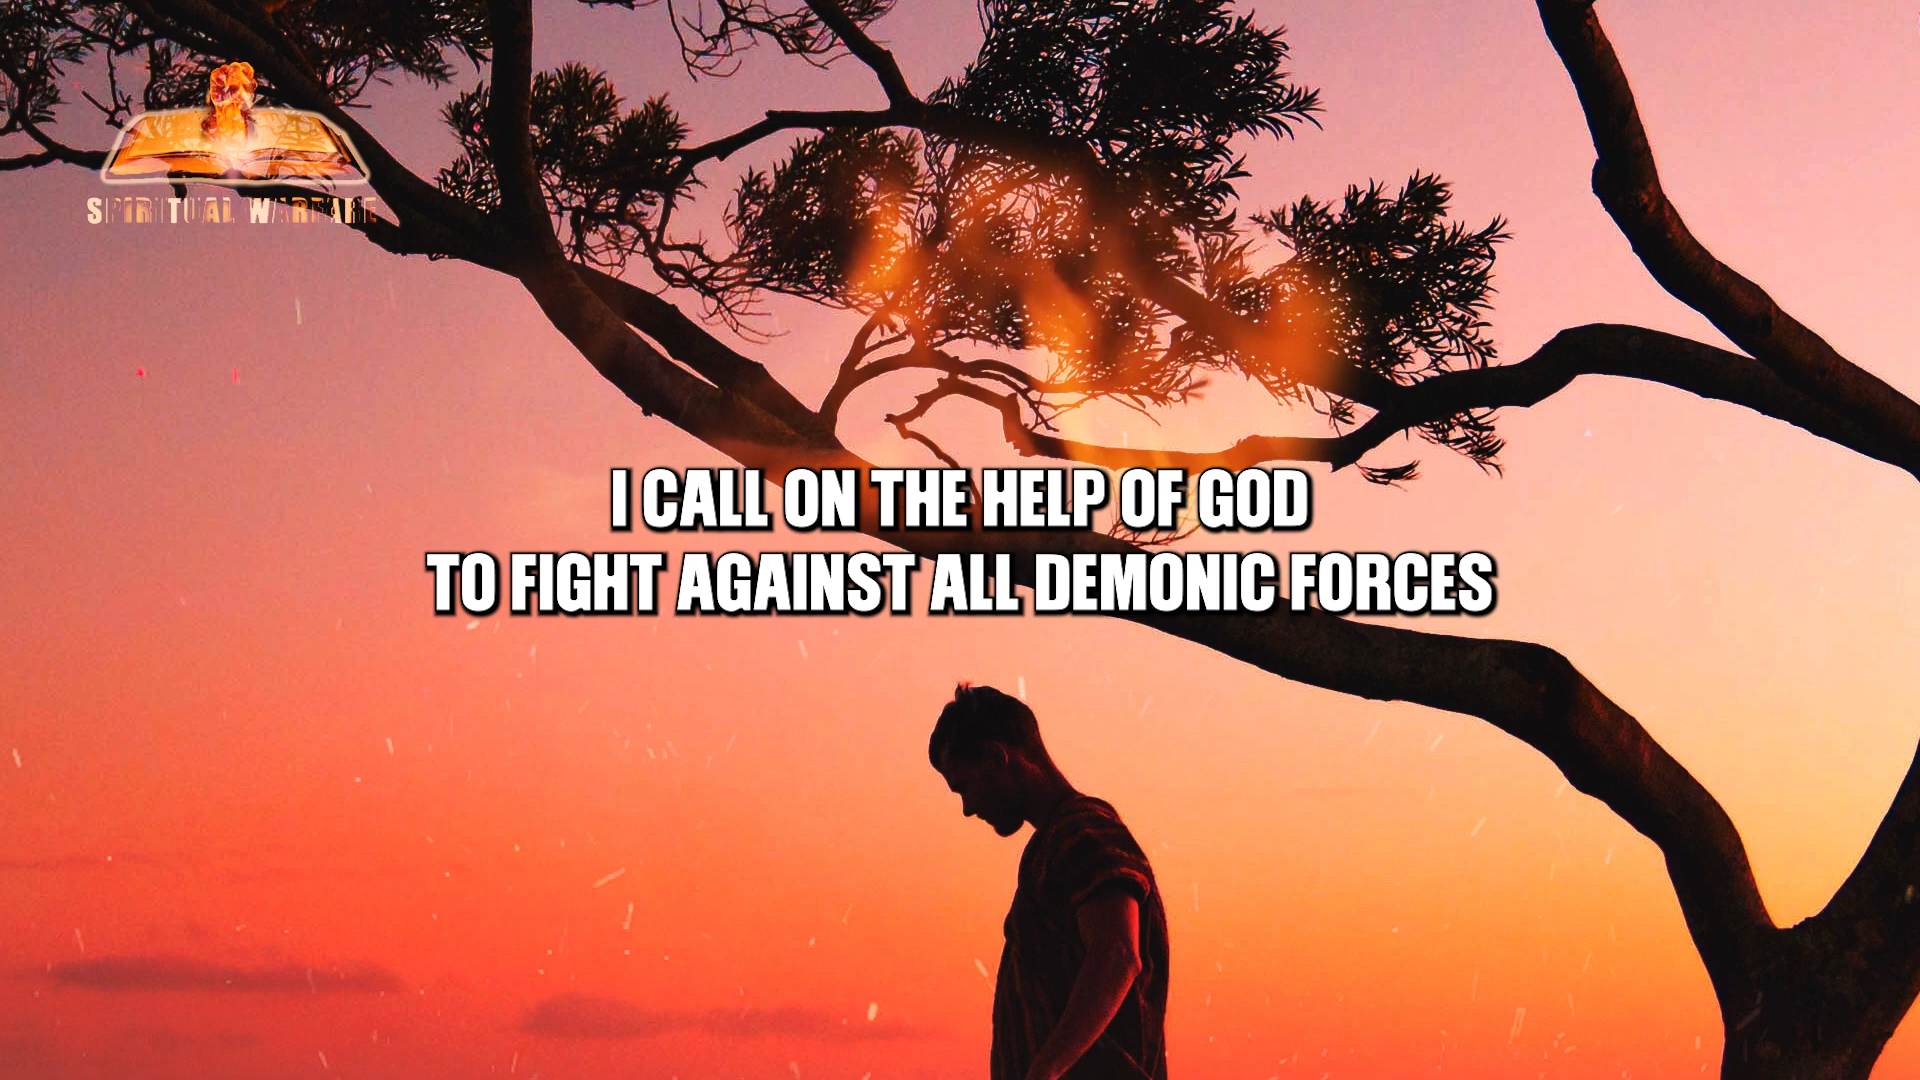 SPIRITUAL WARFARE
I CALL ON THE HELP OF GOD
TO FIGHT AGAINST ALL DEMONIC FORCES